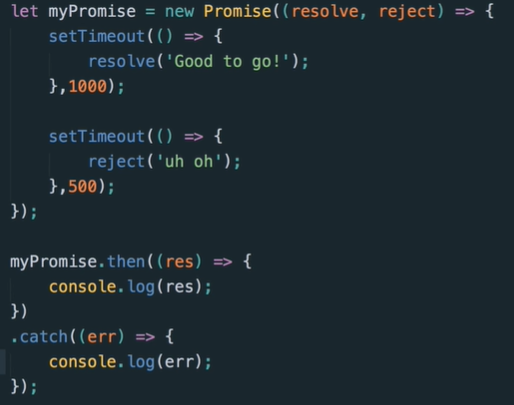 let myPromise = new Promise((resolve, reject) => {
    setTimeout(() => {
        resolve('Good to go!');
    },1000);

    setTimeout(() => {
        reject('uh oh');
    },500);
});

myPromise.then((res) => {
    console.log(res);
})
.catch((err) => {
    console.log(err);
});